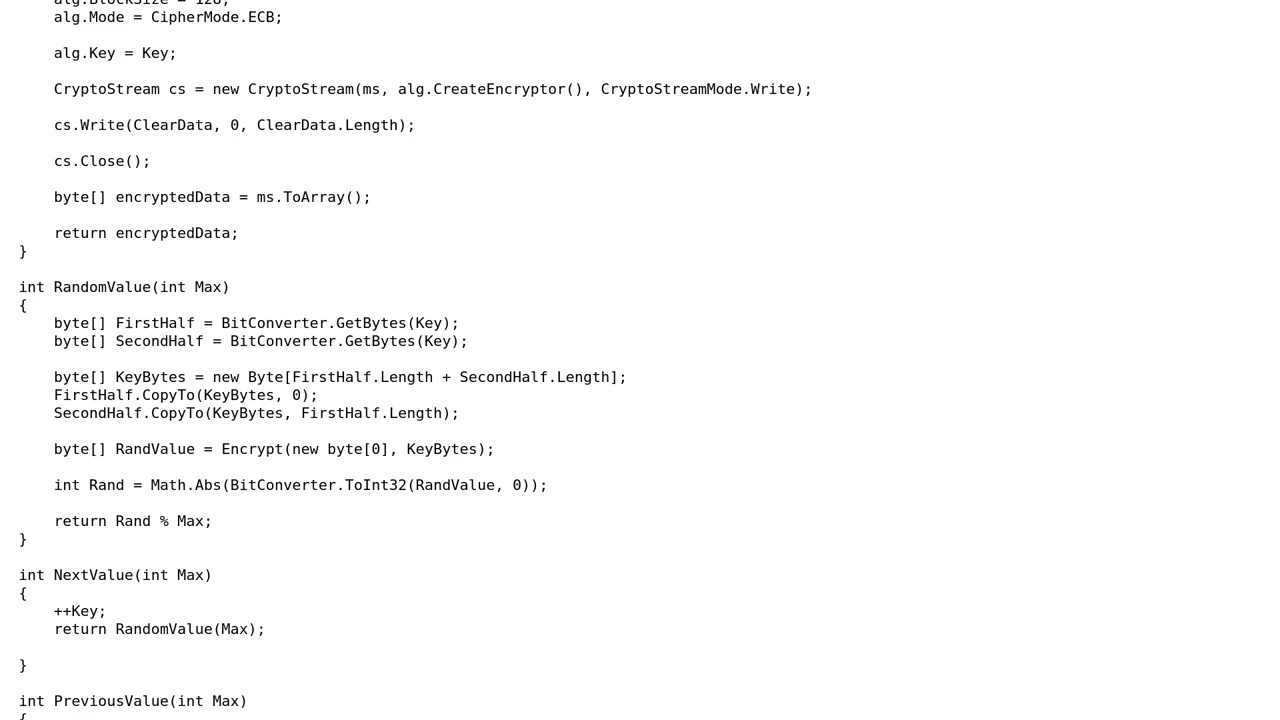 alg.BlockSize = 128;
alg.Mode = CipherMode.ECB;
alg.Key = Key;
CryptoStream cs = new CryptoStream(ms, alg.CreateEncryptor(), CryptoStreamMode.Write);
cs.Write(ClearData, 0, ClearData.Length);
cs.Close();
byte[] encryptedData = ms.ToArray();
return encryptedData;
}
int RandomValue(int Max)
{
byte[] FirstHalf = BitConverter.GetBytes(Key);
byte[] SecondHalf = BitConverter.GetBytes(Key);
byte[] KeyBytes = new Byte[FirstHalf.Length + SecondHalf.Length];
FirstHalf.CopyTo(KeyBytes, 0);
SecondHalf.CopyTo(KeyBytes, FirstHalf.Length);
byte[] RandValue = Encrypt(new byte[0], KeyBytes);
int Rand = Math.Abs(BitConverter.ToInt32(RandValue, 0));
return Rand % Max;
}
int NextValue(int Max)
{
++Key;
return RandomValue(Max);
}
int PreviousValue(int Max)
{